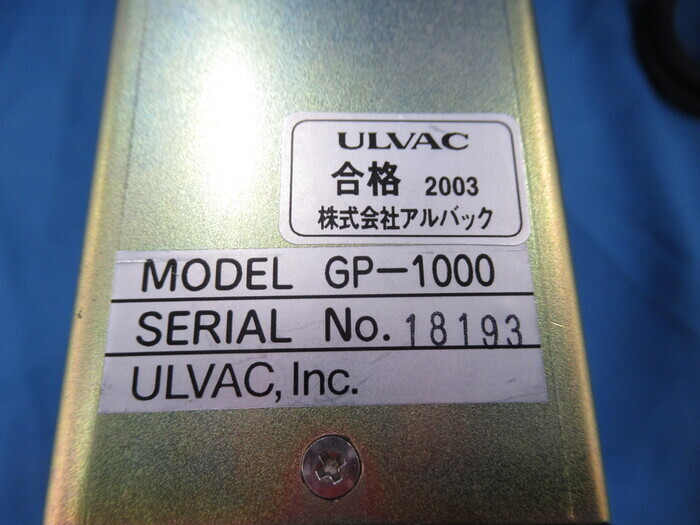 ULVAC
合格 2003
株式会社アルバック
MODEL GP-1000
SERIAL No. 18193
ULVAC, Inc.